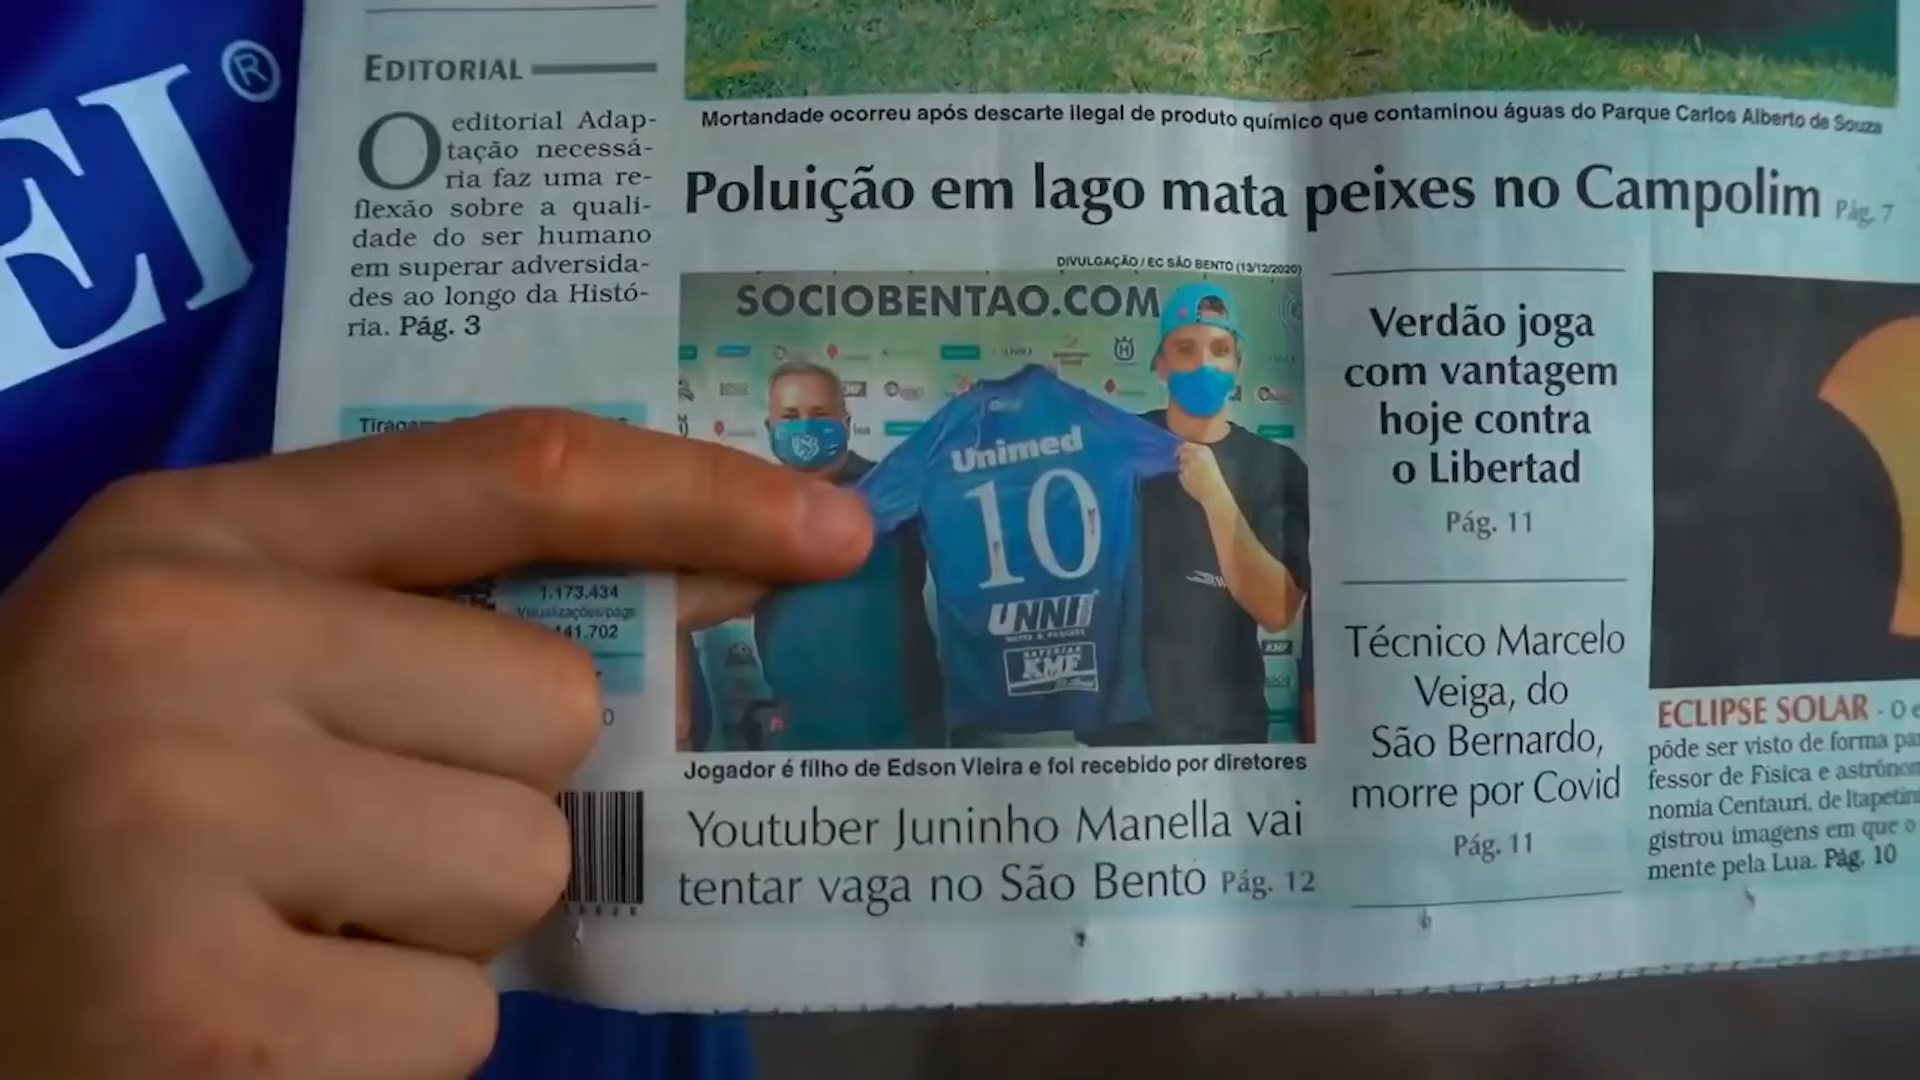 EI®
EDITORIAL
O editorial Adap-
tação necessá-
ria faz uma re-
flexão sobre a quali-
dade do ser humano
em superar adversida-
des ao longo da Histó-
ria. Pág. 3
1.173.434
Visualizações/págs
141.702
Mortandade ocorreu após descarte ilegal de produto químico que contaminou águas do Parque Carlos Alberto de Souza
Poluição em lago mata peixes no Campolim Pág. 7
DIVULGAÇÃO / EC SÃO BENTO (13/12/2020)
SOCIOBENTAO.COM
Unimed
10
UNNI
KMF
Jogador é filho de Edson Vieira e foi recebido por diretores
Youtuber Juninho Manella vai
tentar vaga no São Bento Pág. 12
Verdão joga
com vantagem
hoje contra
o Libertad
Pág. 11
Técnico Marcelo
Veiga, do
São Bernardo,
morre por Covid
Pág. 11
ECLIPSE SOLAR - O
pôde ser visto de forma
fessor de Física e
nomia Centauri, de
gistrou imagens em que o
mente pela Lua. Pág. 10